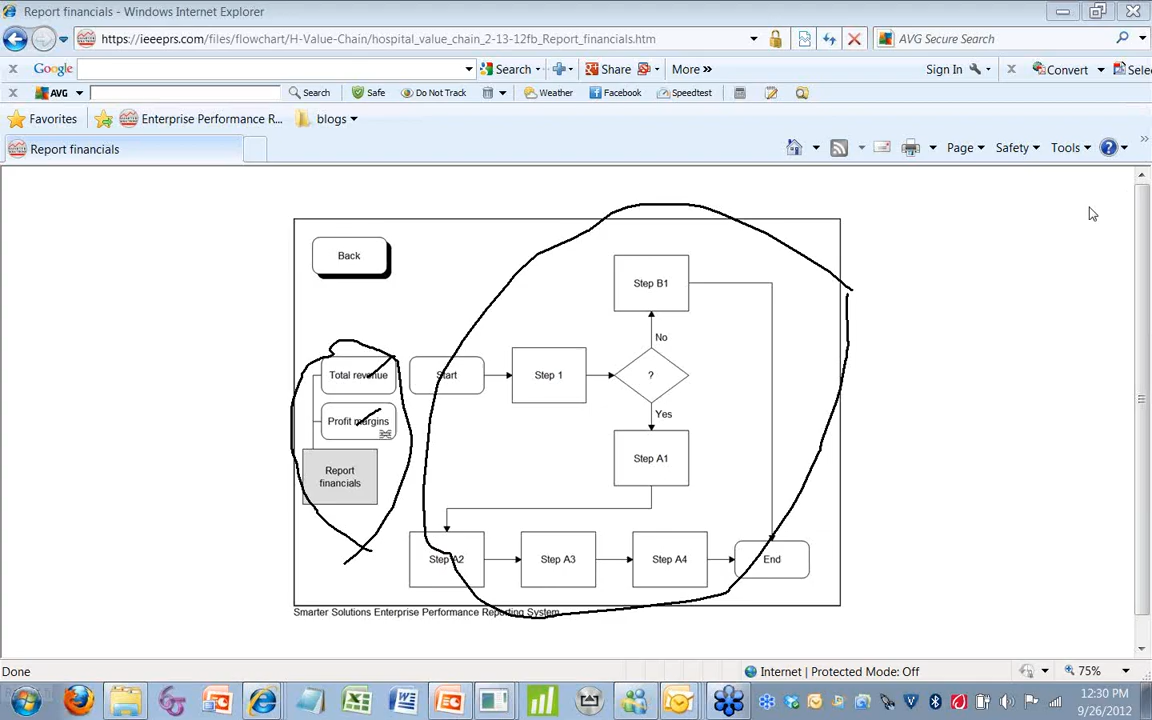 Report financials - Windows Internet Explorer
https://ieeeprs.com/files/flowchart/H-Value-Chain/hospital_value_chain_2-13-12fb_Report_financials.htm
AVG Secure Search
x Google Search Share More » Sign In x Convert Sele
x AVG Search Safe Do Not Track Weather Facebook Speedtest
Favorites Enterprise Performance R... blogs
Report financials Page Safety Tools
Back
Step B1
No
Total revenue Start Step 1 ?
Yes
Profit margins
Step A1
Report
financials
Step A2 Step A3 Step A4 End
Smarter Solutions Enterprise Performance Reporting System
Done Internet | Protected Mode: Off 75%
12:30 PM
9/26/2012